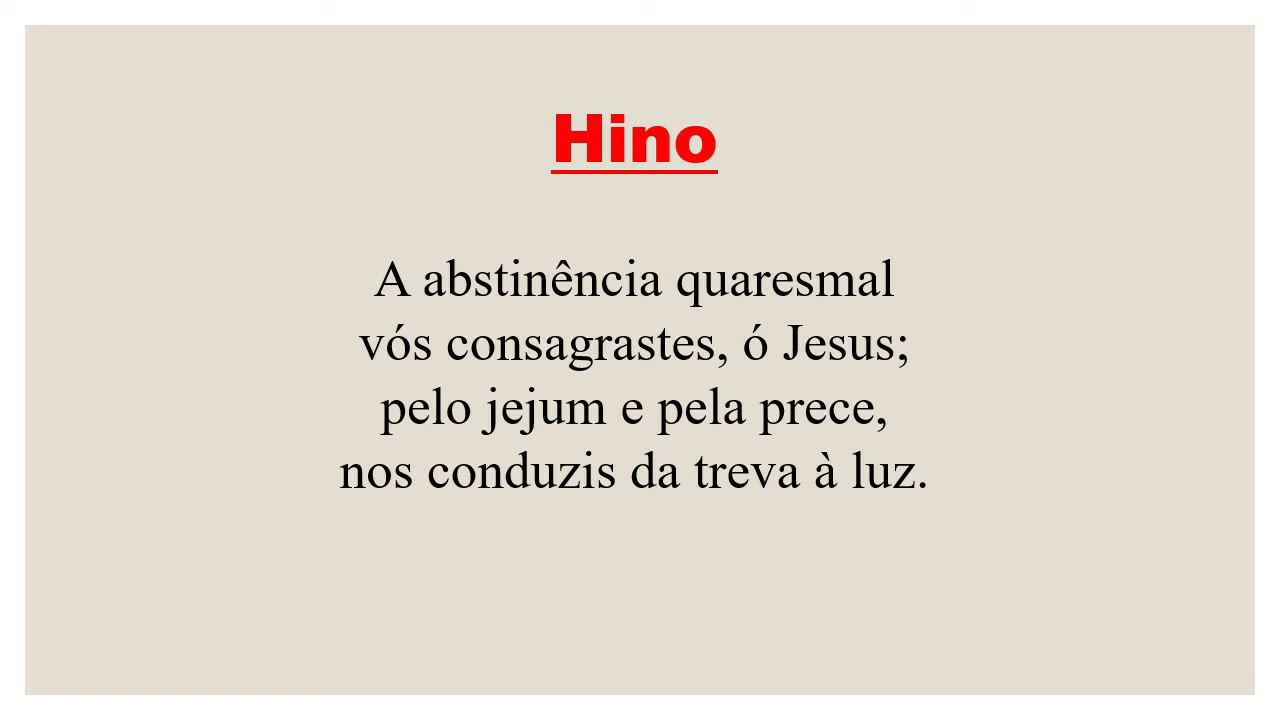 Hino
A abstinência quaresmal
vós consagrastes, ó Jesus;
pelo jejum e pela prece,
nos conduzis da treva à luz.